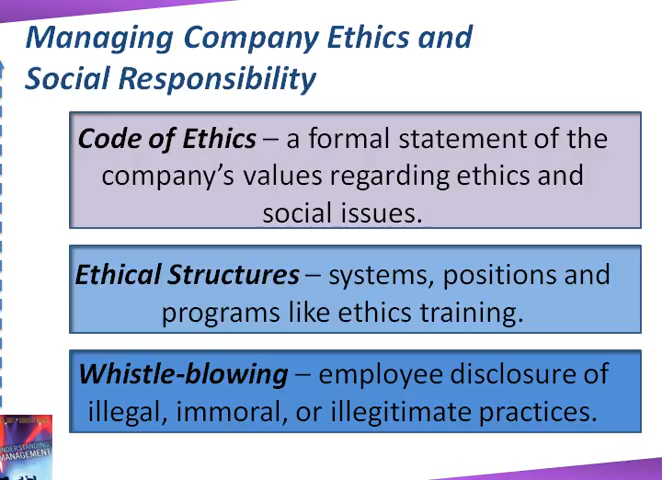 Managing Company Ethics and
Social Responsibility
Code of Ethics – a formal statement of the
company's values regarding ethics and
social issues.
Ethical Structures – systems, positions and
programs like ethics training.
Whistle-blowing – employee disclosure of
illegal, immoral, or illegitimate practices.
UNDERSTANDING
MANAGEMENT